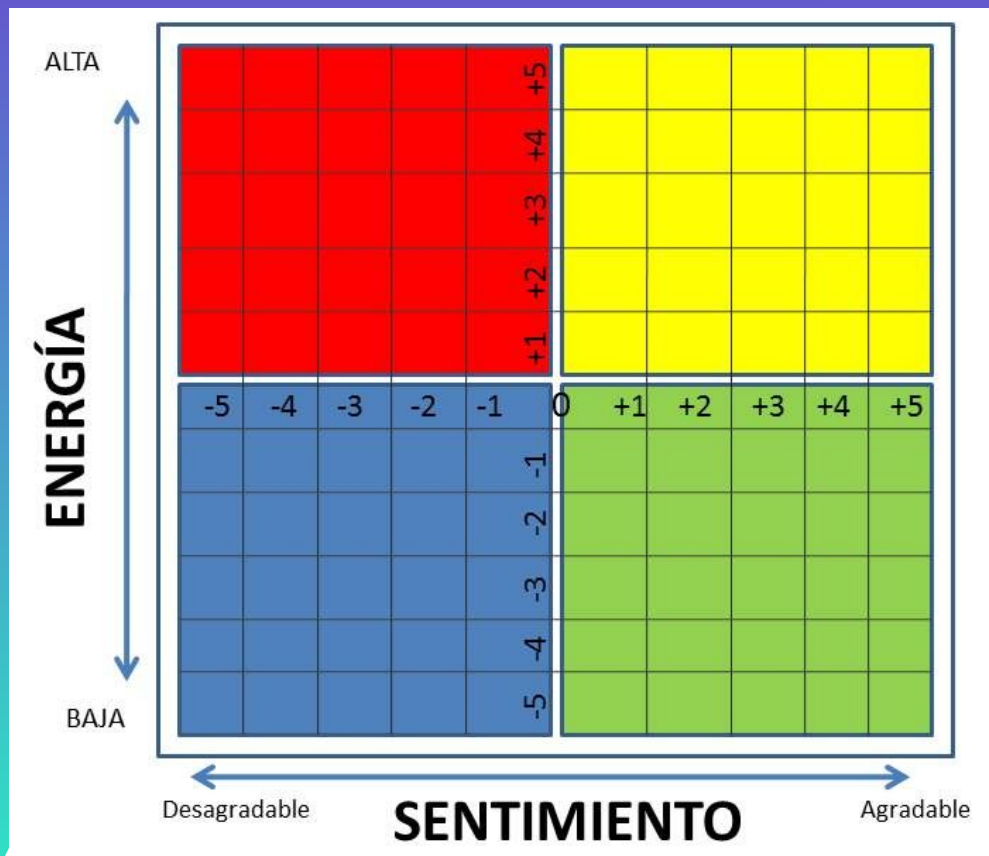 ALTA
+5
+4
+3
+2
+1
ENERGÍA
-5 -4 -3 -2 -1 0 +1 +2 +3 +4 +5
-1
-2
-3
-4
-5
BAJA
Desagradable SENTIMIENTO Agradable